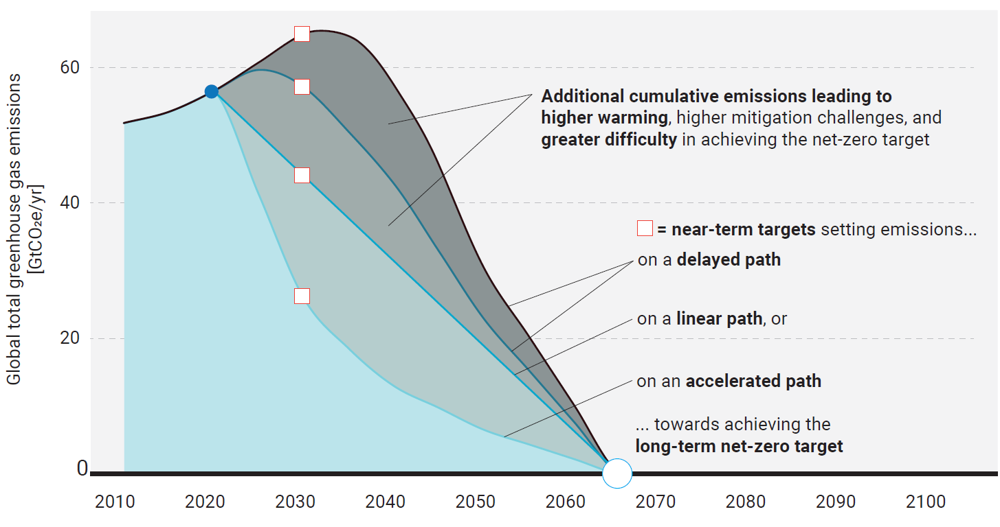 Global total greenhouse gas emissions
[GtCO₂e/yr]
60
40
20
0
Additional cumulative emissions leading to
higher warming, higher mitigation challenges, and
greater difficulty in achieving the net-zero target
= near-term targets setting emissions...
on a delayed path
on a linear path, or
on an accelerated path
... towards achieving the
long-term net-zero target
2010 2020 2030 2040 2050 2060 2070 2080 2090 2100